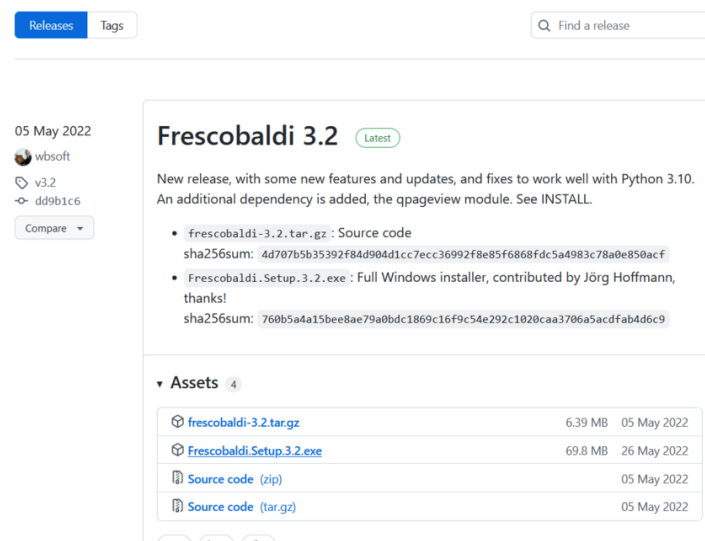 Releases Tags Find a release
05 May 2022
wbsoft
v3.2
dd9b1c6
Compare
Frescobaldi 3.2 Latest
New release, with some new features and updates, and fixes to work well with Python 3.10.
An additional dependency is added, the qpageview module. See INSTALL.
• frescobaldi-3.2.tar.gz : Source code
sha256sum: 4d707b5b35392f84d904d1cc7ecc36992f8e85f6868fdc5a4983c78a0e850acf
• Frescobaldi.Setup.3.2.exe : Full Windows installer, contributed by Jörg Hoffmann,
thanks!
sha256sum: 760b5a4a15bee8ae79a0bdc1869c16f9c54e292c1020caa3706a5acdfab4d6c9
Assets 4
frescobaldi-3.2.tar.gz 6.39 MB 05 May 2022
Frescobaldi.Setup.3.2.exe 69.8 MB 26 May 2022
Source code (zip) 05 May 2022
Source code (tar.gz) 05 May 2022